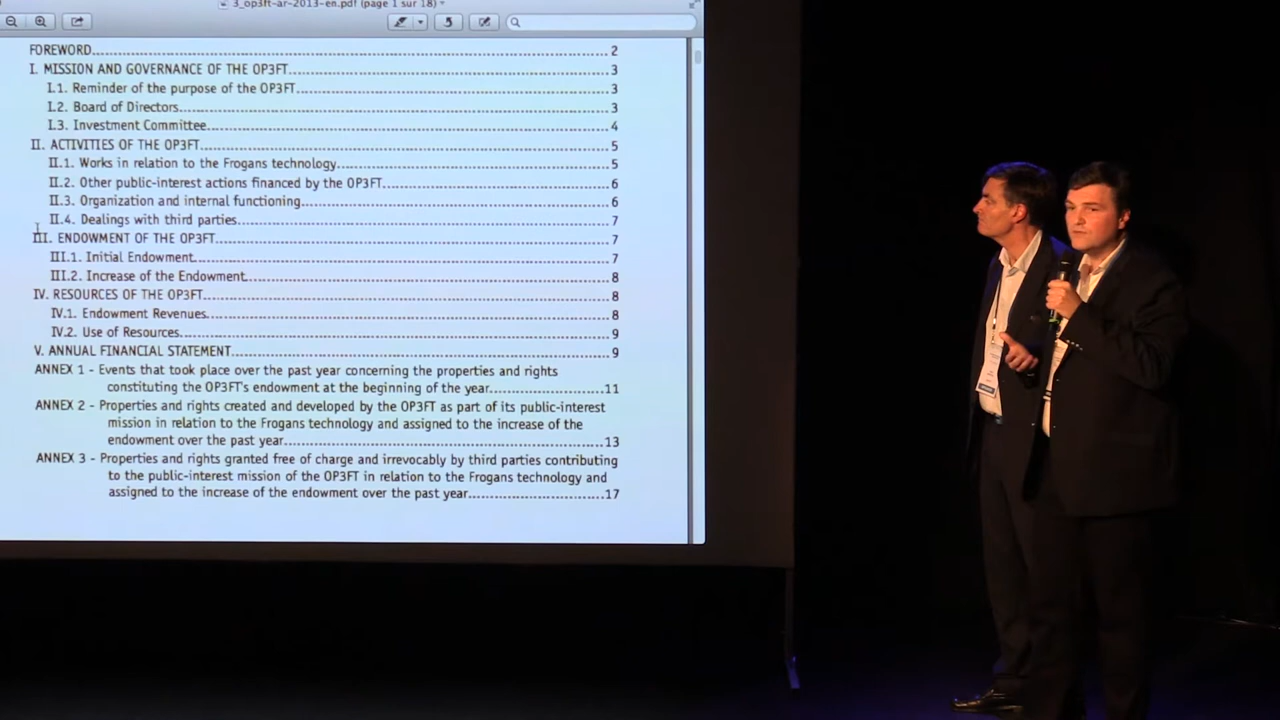 3_op3ft-ar-2013-en.pdf (page 1 sur 18)
FOREWORD 2
I. MISSION AND GOVERNANCE OF THE OP3FT 3
I.1. Reminder of the purpose of the OP3FT 3
I.2. Board of Directors 3
I.3. Investment Committee 4
II. ACTIVITIES OF THE OP3FT 5
II.1. Works in relation to the Frogans technology 5
II.2. Other public-interest actions financed by the OP3FT 6
II.3. Organization and internal functioning 6
II.4. Dealings with third parties 7
III. ENDOWMENT OF THE OP3FT 7
III.1. Initial Endowment 7
III.2. Increase of the Endowment 8
IV. RESOURCES OF THE OP3FT 8
IV.1. Endowment Revenues 8
IV.2. Use of Resources 9
V. ANNUAL FINANCIAL STATEMENT 9
ANNEX 1 - Events that took place over the past year concerning the properties and rights
constituting the OP3FT's endowment at the beginning of the year 11
ANNEX 2 - Properties and rights created and developed by the OP3FT as part of its public-interest
mission in relation to the Frogans technology and assigned to the increase of the
endowment over the past year 13
ANNEX 3 - Properties and rights granted free of charge and irrevocably by third parties contributing
to the public-interest mission of the OP3FT in relation to the Frogans technology and
assigned to the increase of the endowment over the past year 17